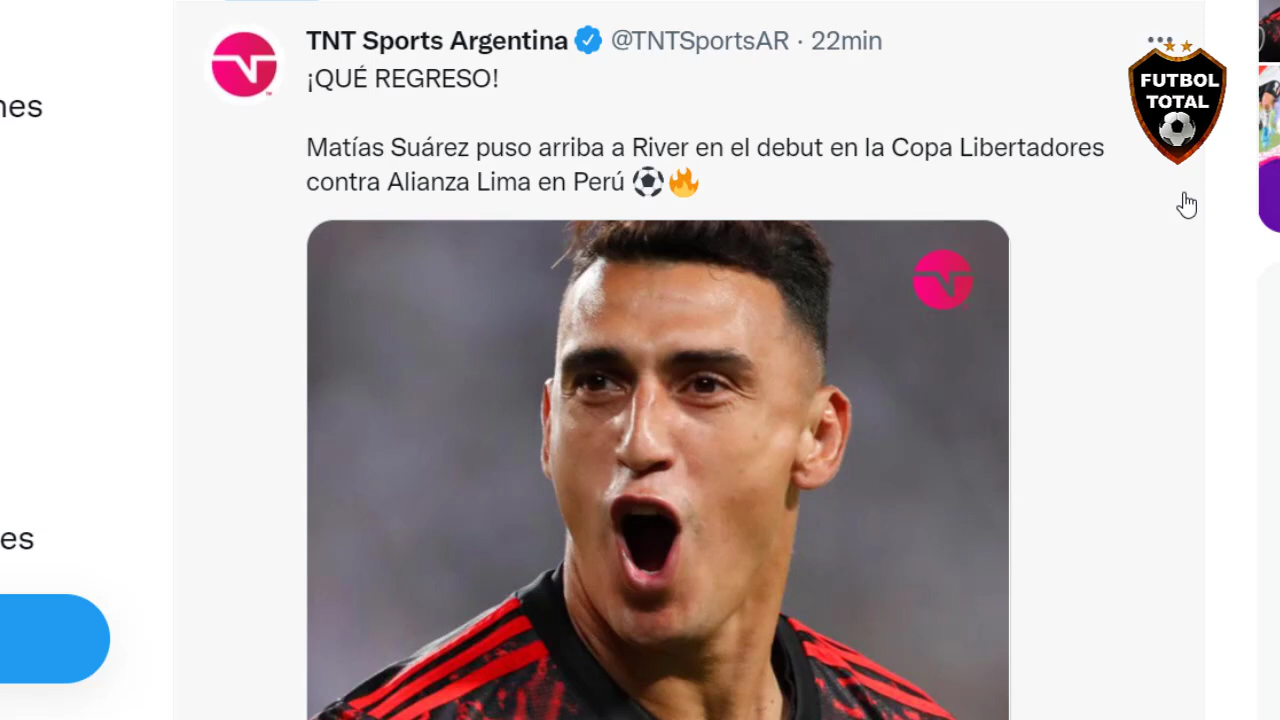 TNT Sports Argentina @TNTSportsAR · 22min
¡QUÉ REGRESO!
Matías Suárez puso arriba a River en el debut en la Copa Libertadores
contra Alianza Lima en Perú ⚽🔥
FUTBOL
TOTAL
nes
es